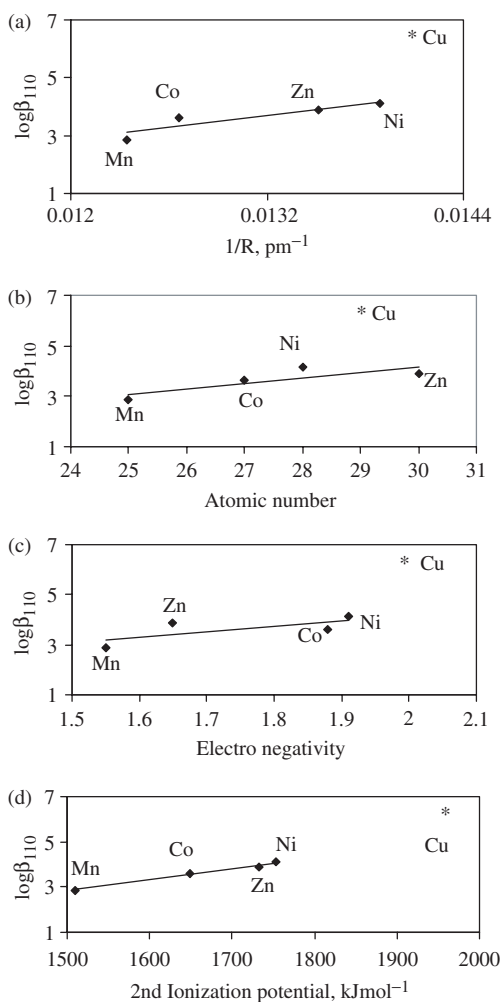 (a)
7
* Cu
5
Co
Zn
logβ₁₁₀
3
Mn
Ni
1
0.012
0.0132
0.0144
1/R, pm⁻¹
(b)
7
* Cu
5
Ni
logβ₁₁₀
3
Mn
Co
Zn
1
24 25 26 27 28 29 30 31
Atomic number
(c)
7
* Cu
5
Zn
logβ₁₁₀
3
Mn
Co
Ni
1
1.5 1.6 1.7 1.8 1.9 2 2.1
Electro negativity
(d)
7
*
5
Mn
Co
Ni
Cu
logβ₁₁₀
3
Zn
1
1500 1600 1700 1800 1900 2000
2nd Ionization potential, kJmol⁻¹